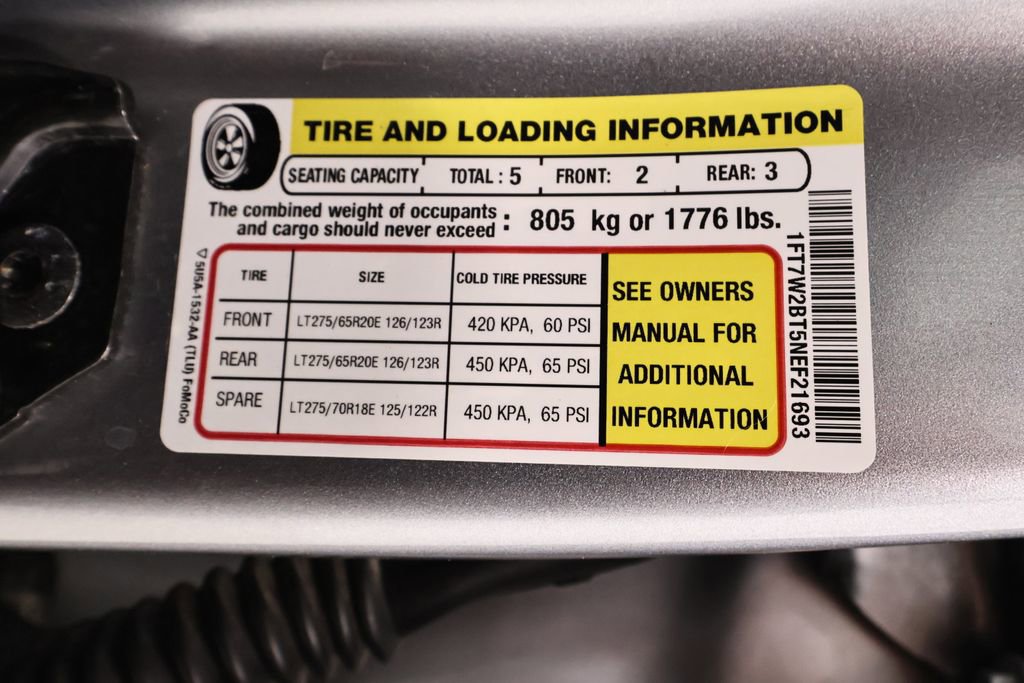 TIRE AND LOADING INFORMATION
SEATING CAPACITY TOTAL : 5 FRONT: 2 REAR: 3
The combined weight of occupants
and cargo should never exceed : 805 kg or 1776 lbs.
TIRE SIZE COLD TIRE PRESSURE
FRONT LT275/65R20E 126/123R 420 KPA, 60 PSI
REAR LT275/65R20E 126/123R 450 KPA, 65 PSI
SPARE LT275/70R18E 125/122R 450 KPA, 65 PSI
SEE OWNERS
MANUAL FOR
ADDITIONAL
INFORMATION
1FT7W2BT5NEF21693
5U5A-1532-AA (TLU) FoMoCo